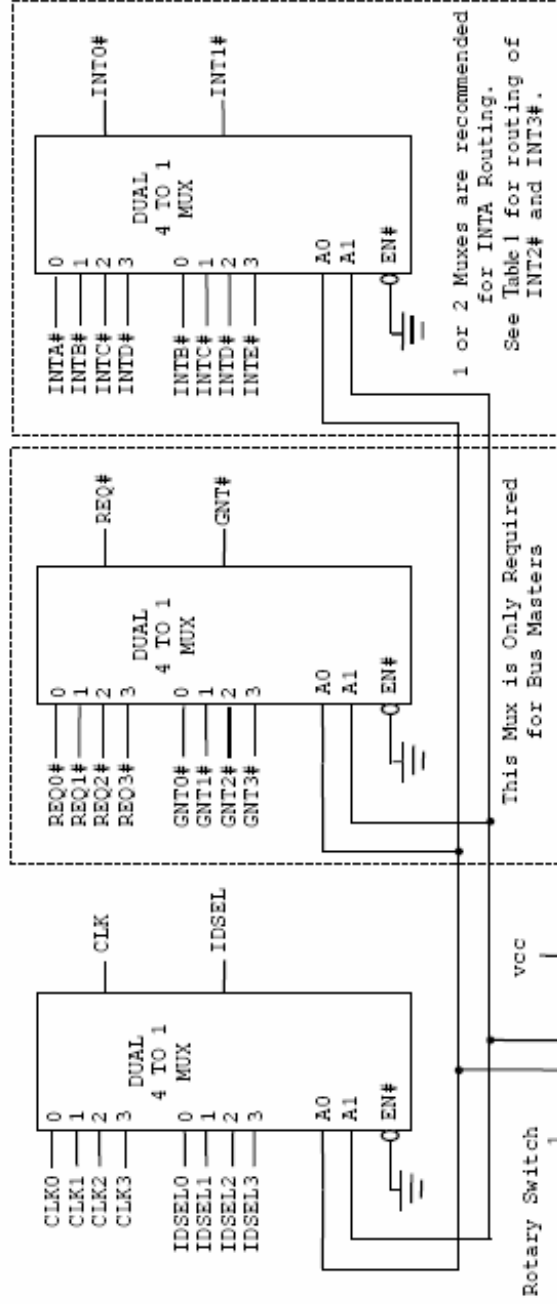 CLK0
CLK1
CLK2
CLK3
0
1
2
3
IDSEL0
IDSEL1
IDSEL2
IDSEL3
0
1
2
3
DUAL
4 TO 1
MUX
A0
A1
EN#
CLK
IDSEL
REQ0#
REQ1#
REQ2#
REQ3#
0
1
2
3
GNT0#
GNT1#
GNT2#
GNT3#
0
1
2
3
DUAL
4 TO 1
MUX
A0
A1
EN#
REQ#
GNT#
This Mux is Only Required
for Bus Masters
INTA#
INTB#
INTC#
INTD#
0
1
2
3
INTB#
INTC#
INTD#
INTE#
0
1
2
3
DUAL
4 TO 1
MUX
A0
A1
EN#
INT0#
INT1#
1 or 2 Muxes are recommended
for INTA Routing.
See Table 1 for routing of
INT2# and INT3#.
Rotary Switch
1
vcc